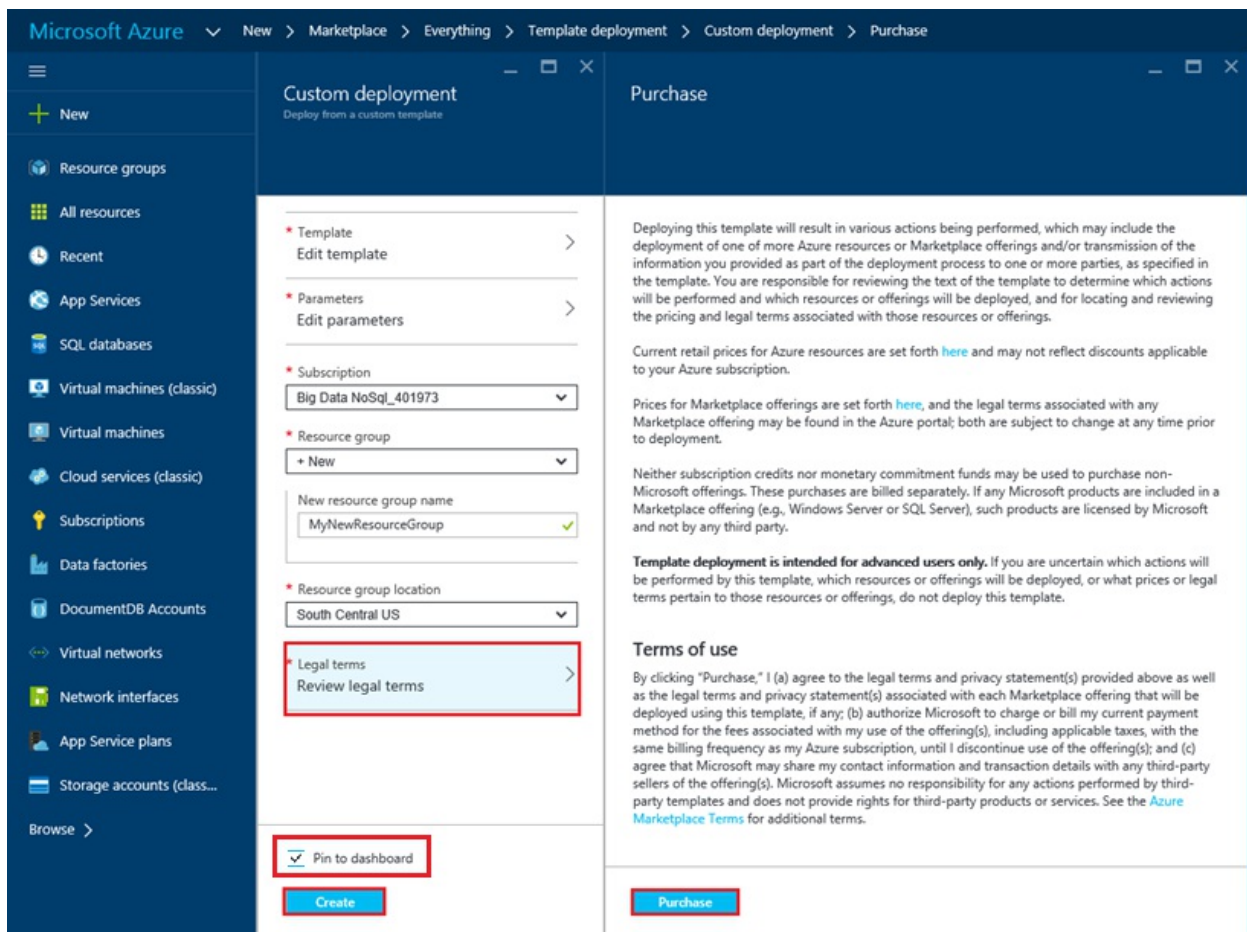 Microsoft Azure New > Marketplace > Everything > Template deployment > Custom deployment > Purchase
New
Resource groups
All resources
Recent
App Services
SQL databases
Virtual machines (classic)
Virtual machines
Cloud services (classic)
Subscriptions
Data factories
DocumentDB Accounts
Virtual networks
Network interfaces
App Service plans
Storage accounts (class...
Browse >
Custom deployment
Deploy from a custom template
* Template
Edit template
* Parameters
Edit parameters
* Subscription
Big Data NoSql_401973
* Resource group
+ New
New resource group name
MyNewResourceGroup
* Resource group location
South Central US
* Legal terms
Review legal terms
Pin to dashboard
Create
Purchase
Deploying this template will result in various actions being performed, which may include the
deployment of one of more Azure resources or Marketplace offerings and/or transmission of the
information you provided as part of the deployment process to one or more parties, as specified in
the template. You are responsible for reviewing the text of the template to determine which actions
will be performed and which resources or offerings will be deployed, and for locating and reviewing
the pricing and legal terms associated with those resources or offerings.
Current retail prices for Azure resources are set forth here and may not reflect discounts applicable
to your Azure subscription.
Prices for Marketplace offerings are set forth here, and the legal terms associated with any
Marketplace offering may be found in the Azure portal; both are subject to change at any time prior
to deployment.
Neither subscription credits nor monetary commitment funds may be used to purchase non-
Microsoft offerings. These purchases are billed separately. If any Microsoft products are included in a
Marketplace offering (e.g., Windows Server or SQL Server), such products are licensed by Microsoft
and not by any third party.
Template deployment is intended for advanced users only. If you are uncertain which actions will
be performed by this template, which resources or offerings will be deployed, or what prices or legal
terms pertain to those resources or offerings, do not deploy this template.
Terms of use
By clicking "Purchase," I (a) agree to the legal terms and privacy statement(s) provided above as well
as the legal terms and privacy statement(s) associated with each Marketplace offering that will be
deployed using this template, if any; (b) authorize Microsoft to charge or bill my current payment
method for the fees associated with my use of the offering(s), including applicable taxes, with the
same billing frequency as my Azure subscription, until I discontinue use of the offering(s); and (c)
agree that Microsoft may share my contact information and transaction details with any third-party
sellers of the offering(s). Microsoft assumes no responsibility for any actions performed by third-
party templates and does not provide rights for third-party products or services. See the Azure
Marketplace Terms for additional terms.
Purchase